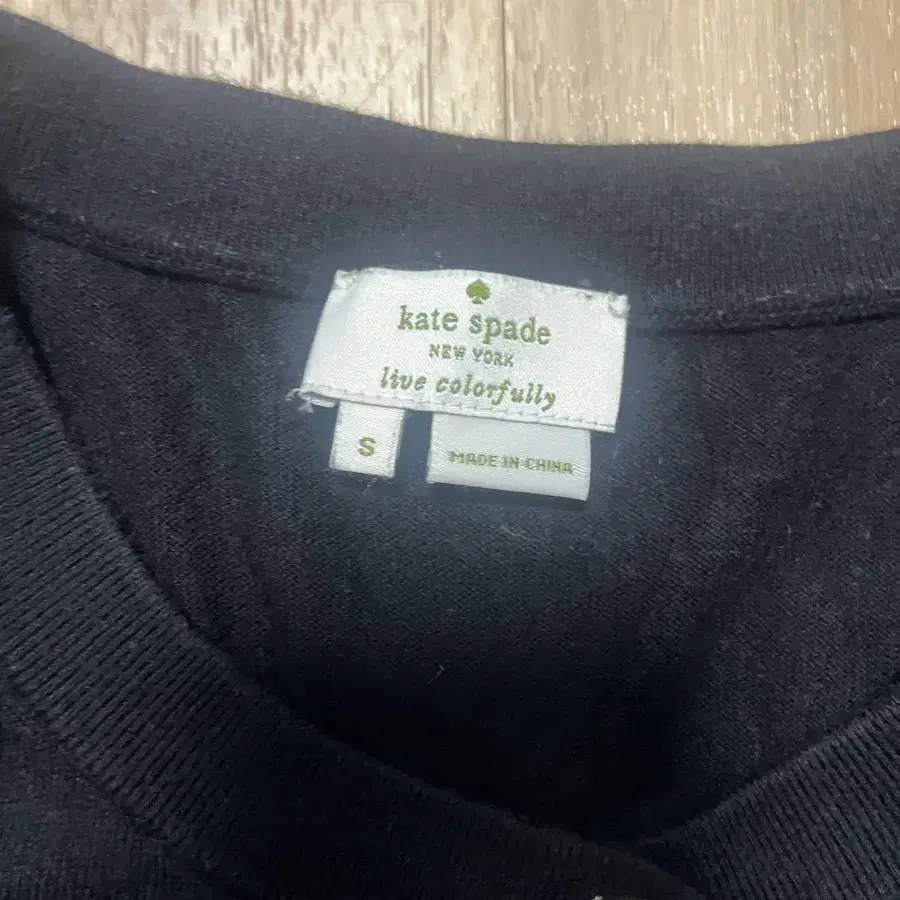 kate spade
NEW YORK
live colorfully
S
MADE IN CHINA